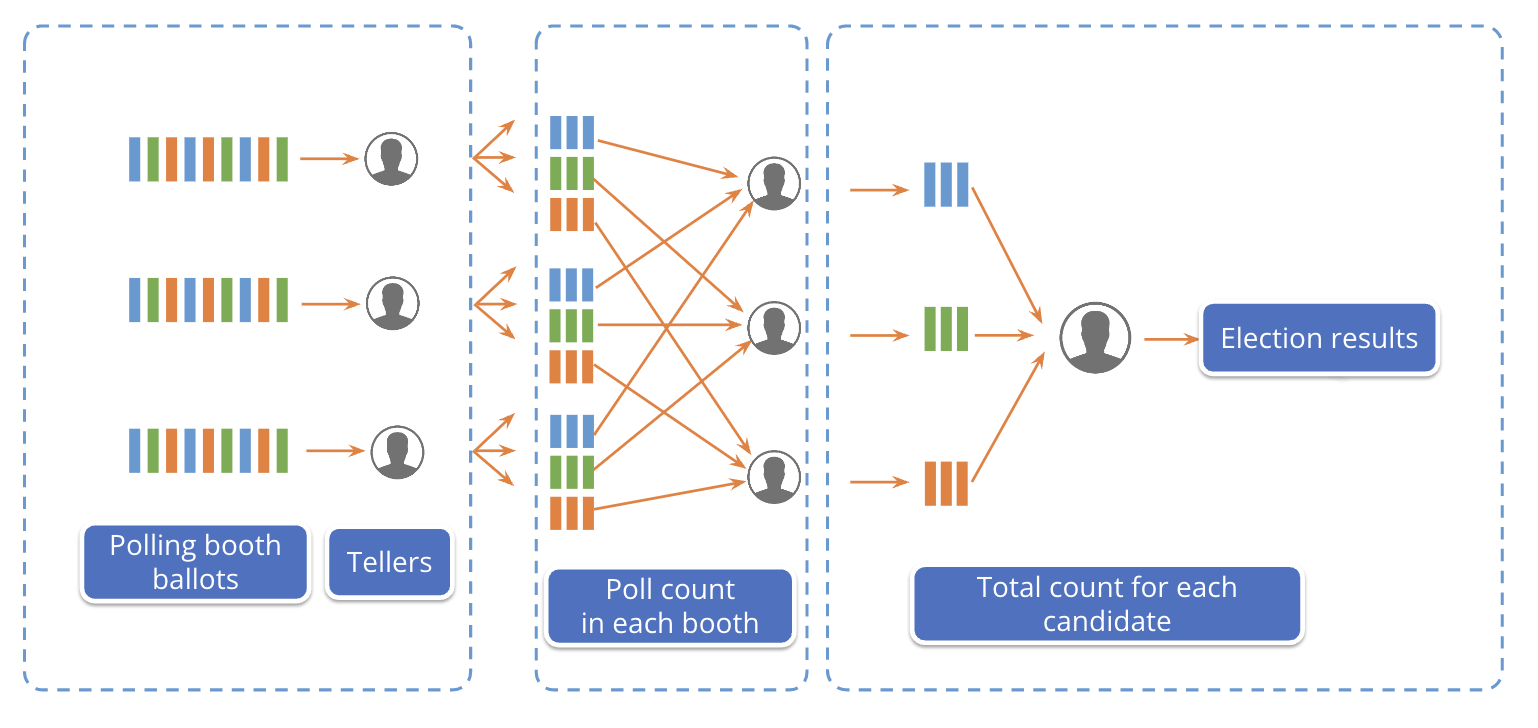 Election results
Polling booth
ballots
Tellers
Poll count
in each booth
Total count for each
candidate